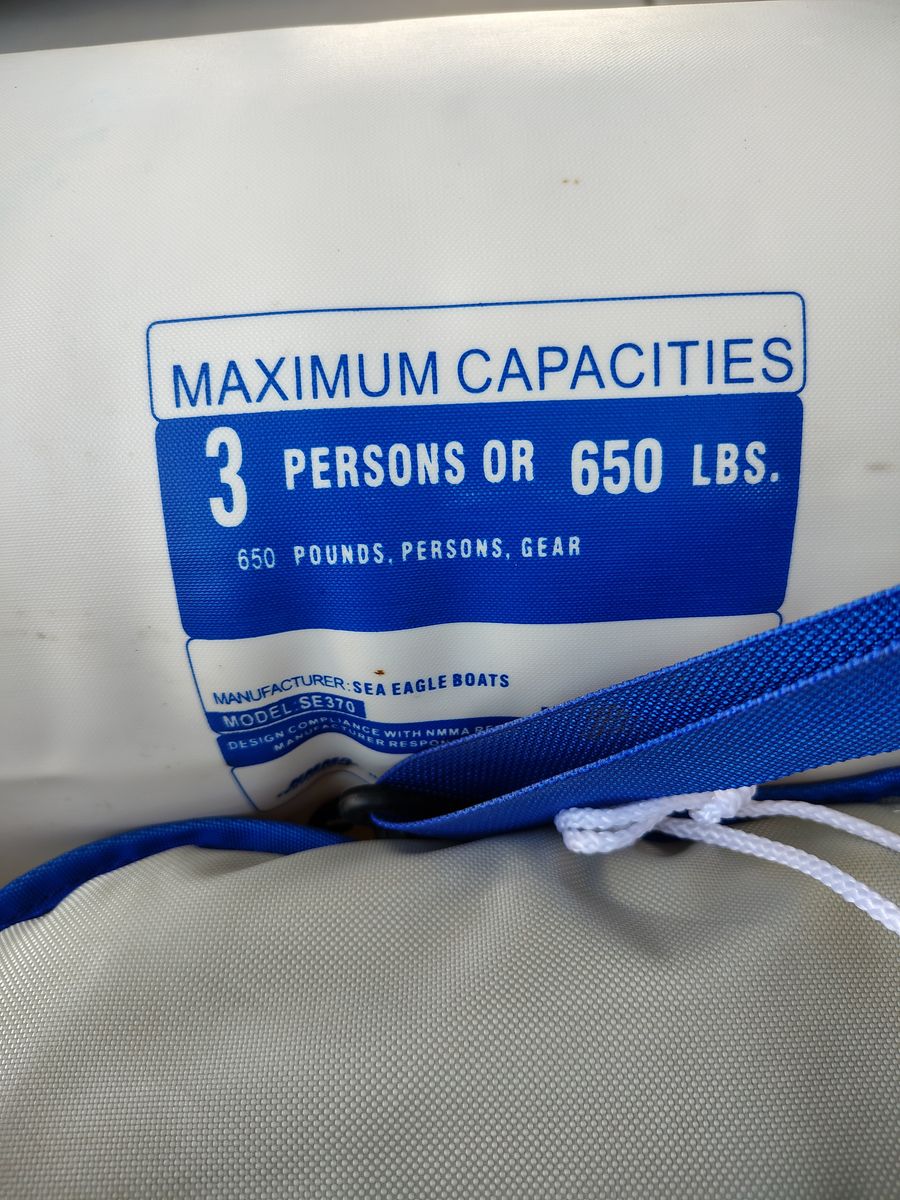 MAXIMUM CAPACITIES
3 PERSONS OR 650 LBS.
650 POUNDS, PERSONS, GEAR
MANUFACTURER: SEA EAGLE BOATS
MODEL: SE370
DESIGN COMPLIANCE WITH NMMA
MANUFACTURER